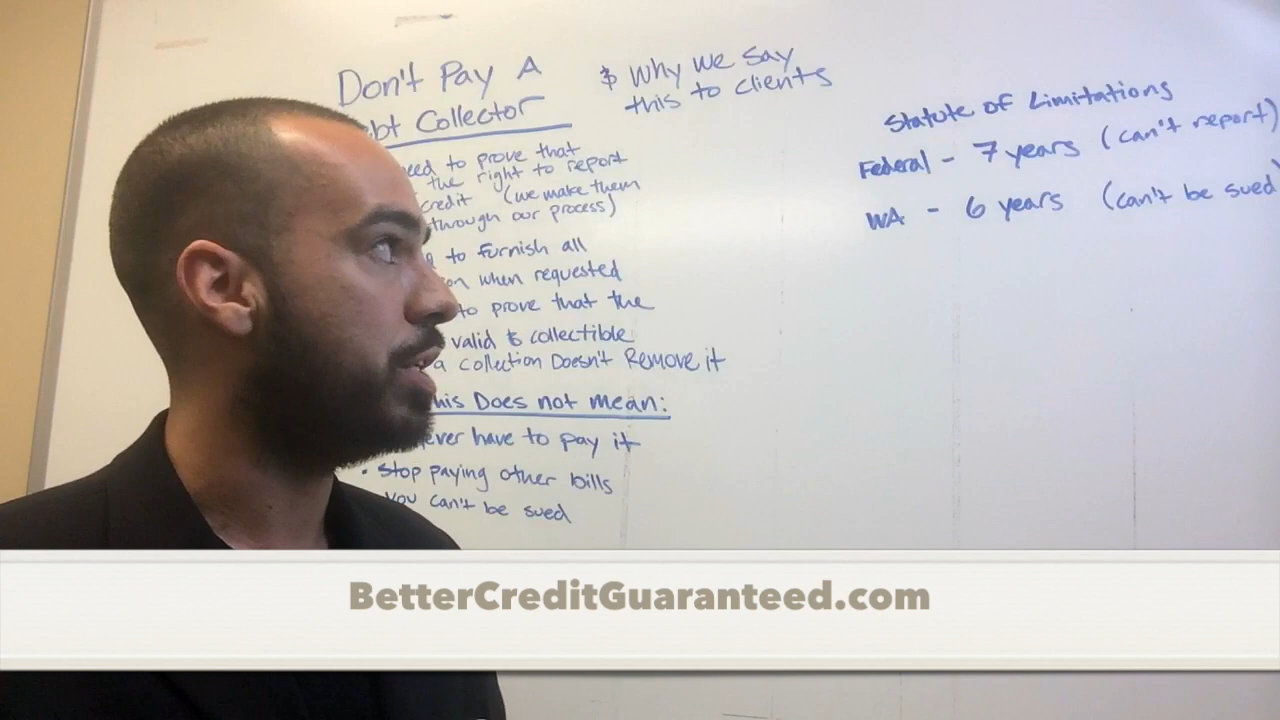 Don't Pay A
bt Collector
& Why we say
this to clients
eed to prove that
the right to report
credit (we make them
through our process)
to furnish all
on when requested
to prove that the
valid & collectible
a collection Doesn't Remove it
his Does not mean:
ever have to pay it
• Stop paying other bills
you can't be sued
Statute of Limitations
Federal - 7 years (can't report)
WA - 6 years (can't be sued
BetterCreditGuaranteed.com